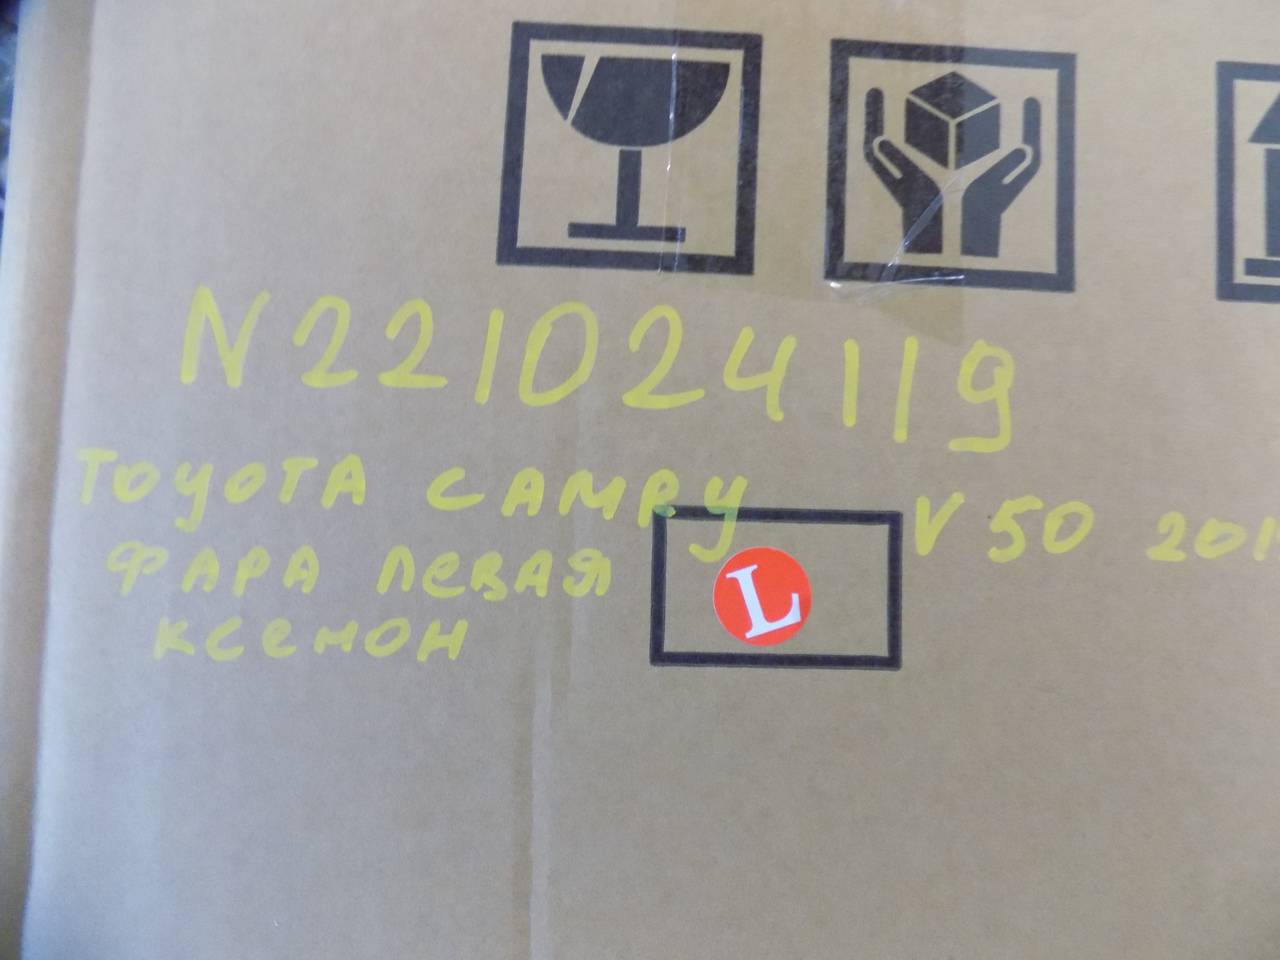 N221024119
TOYOTA CAMRY V50 201
ФАРА ЛЕВАЯ
КСЕНОН
L